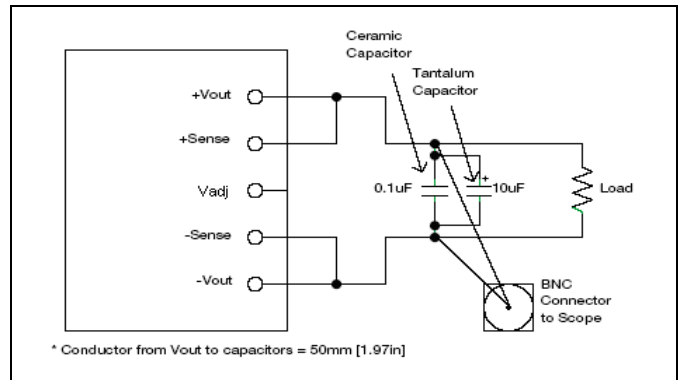 Ceramic
Capacitor
Tantalum
Capacitor
+Vout
+Sense
Vadj
-Sense
-Vout
0.1uF
+
10uF
Load
BNC
Connector
to Scope
* Conductor from Vout to capacitors = 50mm [1.97in]